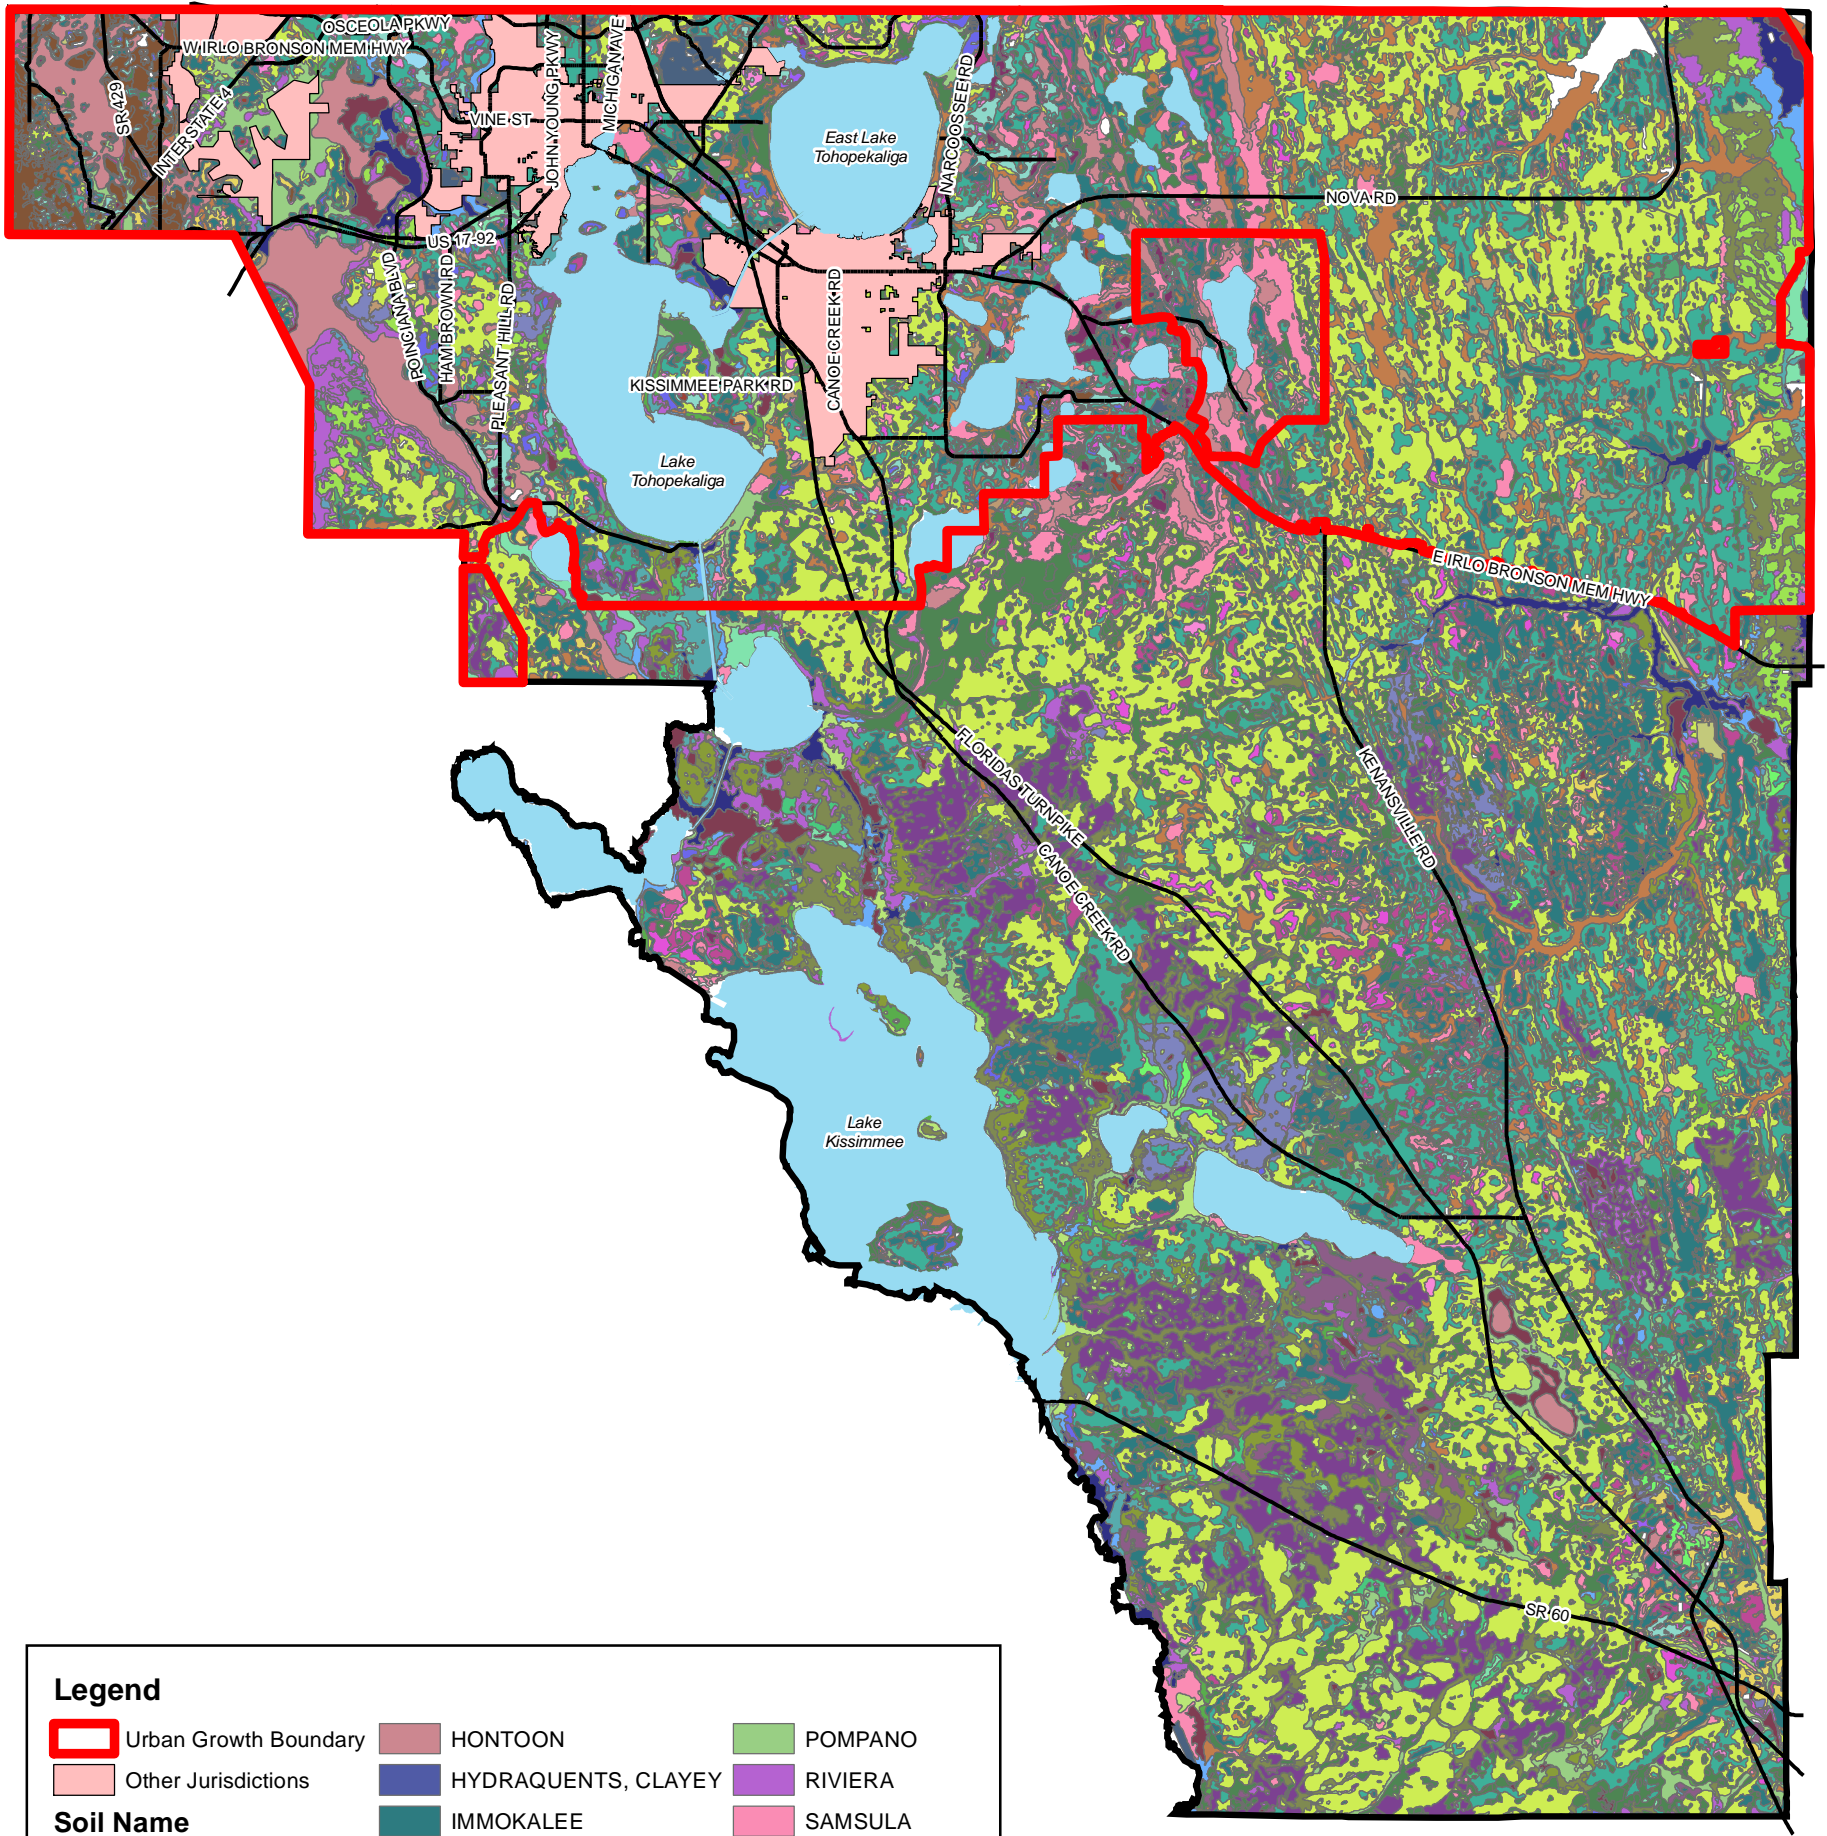 OSCEOLA PKWY
W IRLO BRONSON MEM HWY
SR 429
INTERSTATE 4
VINE ST
JOHN YOUNG PKWY
MICHIGAN AVE
NARCOOSSEE RD
East Lake
Tohopekaliga
NOVA RD
US 17-92
POINCIANA BLVD
HAM BROWN RD
PLEASANT HILL RD
KISSIMMEE PARK RD
CANOE CREEK RD
Lake
Tohopekaliga
E IRLO BRONSON MEM HWY
FLORIDAS TURNPIKE
CANOE CREEK RD
KENANSVILLE RD
Lake
Kissimmee
SR 60
Legend
Urban Growth Boundary
Other Jurisdictions
Soil Name
HONTOON
HYDRAQUENTS, CLAYEY
IMMOKALEE
POMPANO
RIVIERA
SAMSULA